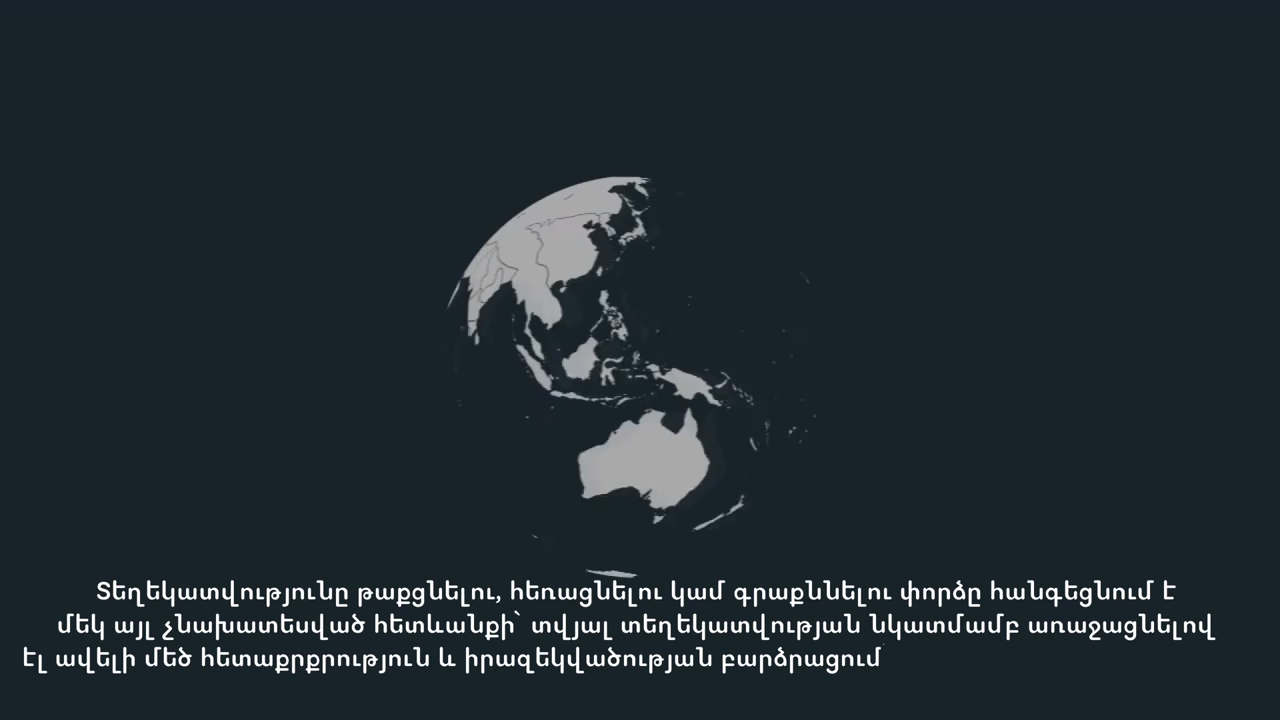 Տեղեկատվությունը թաքցնելու, հեռացնելու կամ գրաքննելու փորձը հանգեցնում է
մեկ այլ չնախատեսված հետևանքի՝ տվյալ տեղեկատվության նկատմամբ առաջացնելով
էլ ավելի մեծ հետաքրքրություն և իրազեկվածության բարձրացում